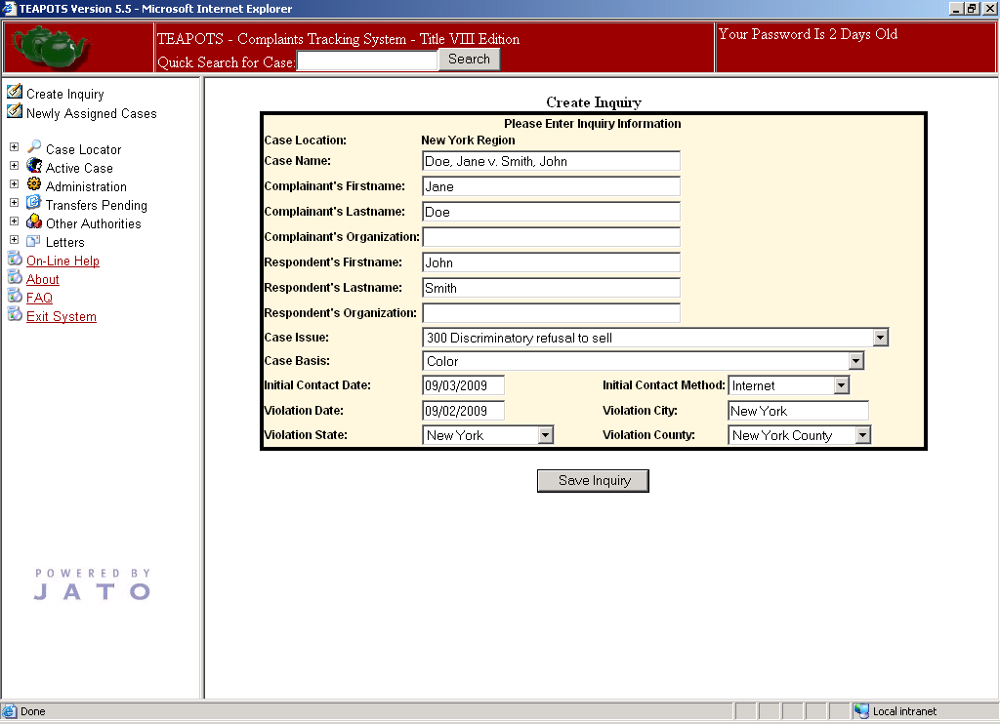 TEAPOTS Version 5.5 - Microsoft Internet Explorer
TEAPOTS - Complaints Tracking System - Title VIII Edition
Your Password Is 2 Days Old
Quick Search for Case: Search
Create Inquiry
Newly Assigned Cases
Case Locator
Active Case
Administration
Transfers Pending
Other Authorities
Letters
On-Line Help
About
FAQ
Exit System
POWERED BY
JATO
Create Inquiry
Please Enter Inquiry Information
Case Location: New York Region
Case Name: Doe, Jane v. Smith, John
Complainant's Firstname: Jane
Complainant's Lastname: Doe
Complainant's Organization:
Respondent's Firstname: John
Respondent's Lastname: Smith
Respondent's Organization:
Case Issue: 300 Discriminatory refusal to sell
Case Basis: Color
Initial Contact Date: 09/03/2009 Initial Contact Method: Internet
Violation Date: 09/02/2009 Violation City: New York
Violation State: New York Violation County: New York County
Save Inquiry
Done
Local intranet